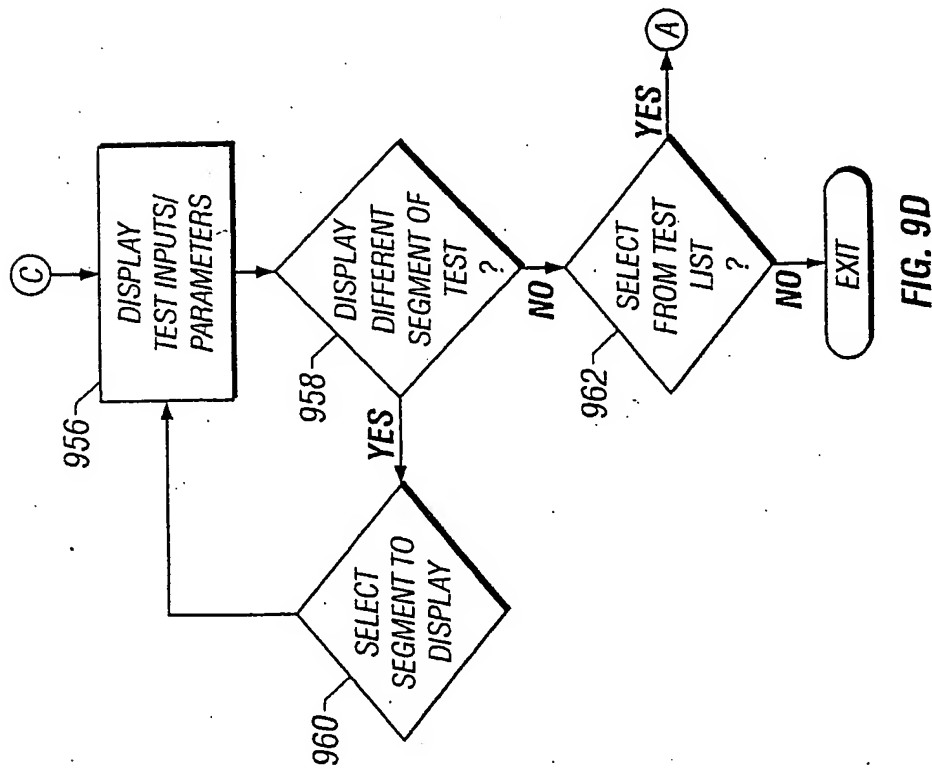 C
DISPLAY
TEST INPUTS/
PARAMETERS
956
DISPLAY
DIFFERENT
SEGMENT OF
TEST
?
958
YES
NO
SELECT
SEGMENT TO
DISPLAY
960
SELECT
FROM TEST
LIST
?
962
YES
A
NO
EXIT
FIG. 9D